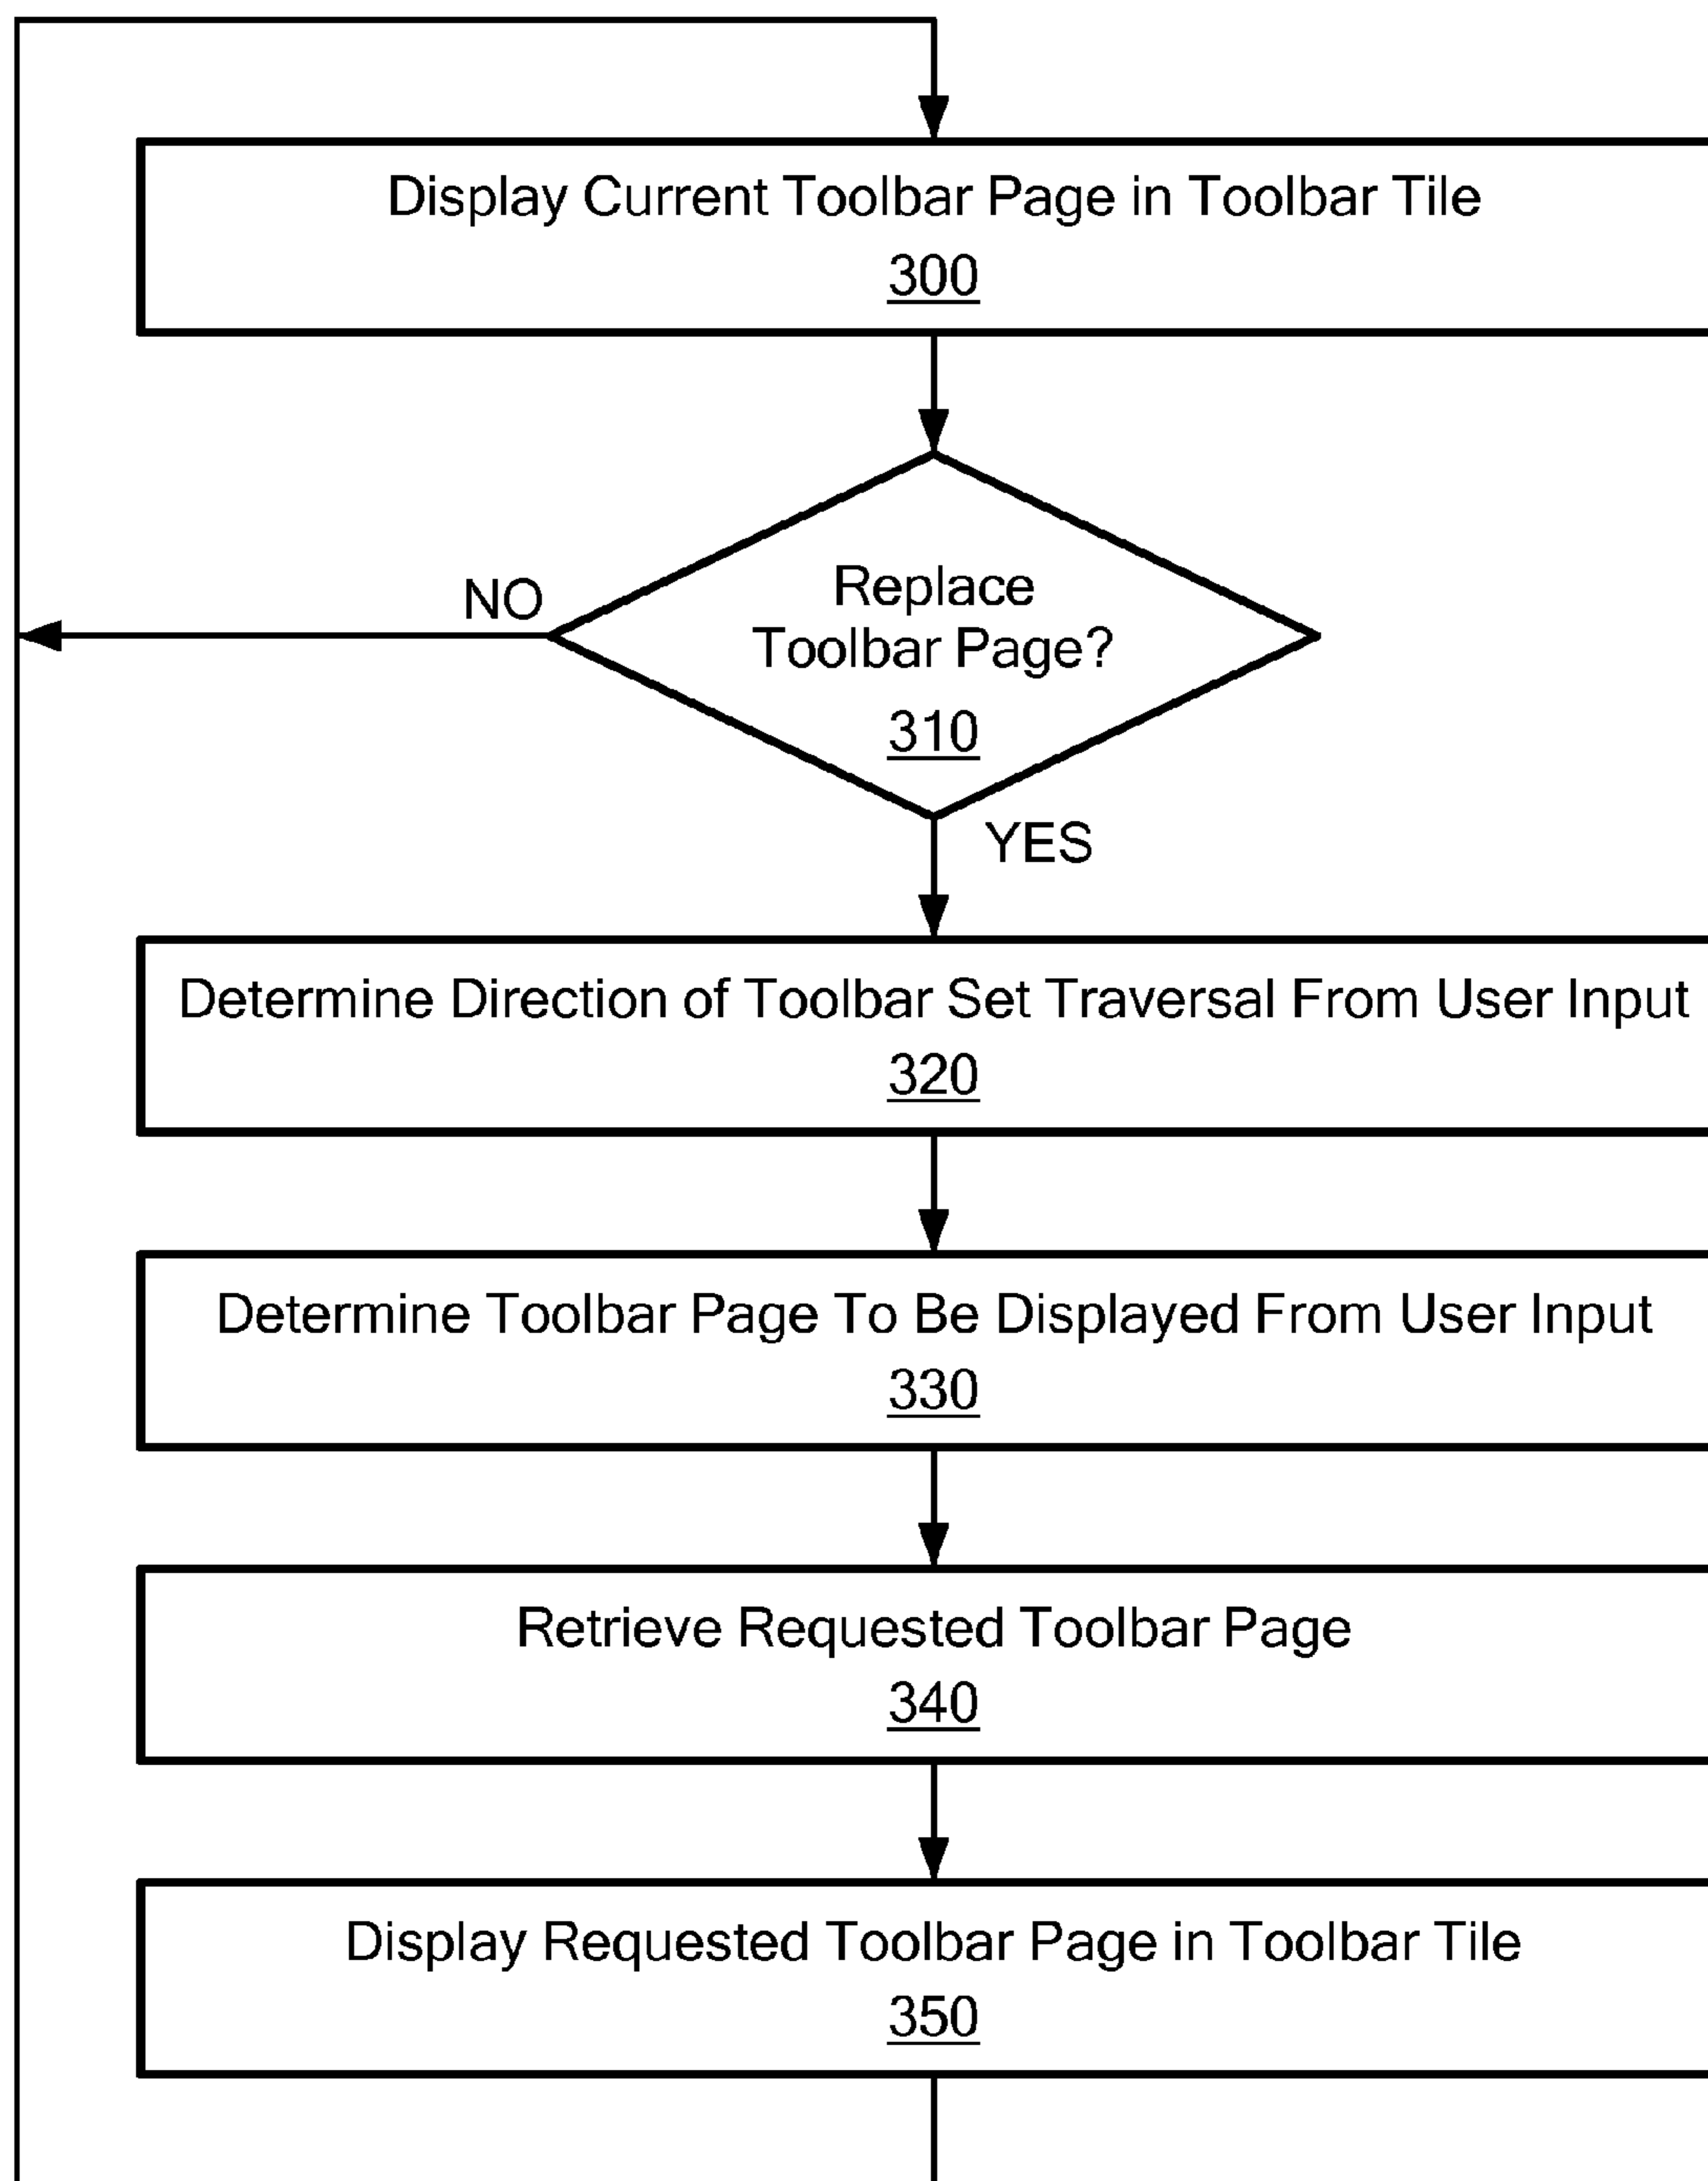 Display Current Toolbar Page in Toolbar Tile
300
Replace
Toolbar Page?
310
NO
YES
Determine Direction of Toolbar Set Traversal From User Input
320
Determine Toolbar Page To Be Displayed From User Input
330
Retrieve Requested Toolbar Page
340
Display Requested Toolbar Page in Toolbar Tile
350